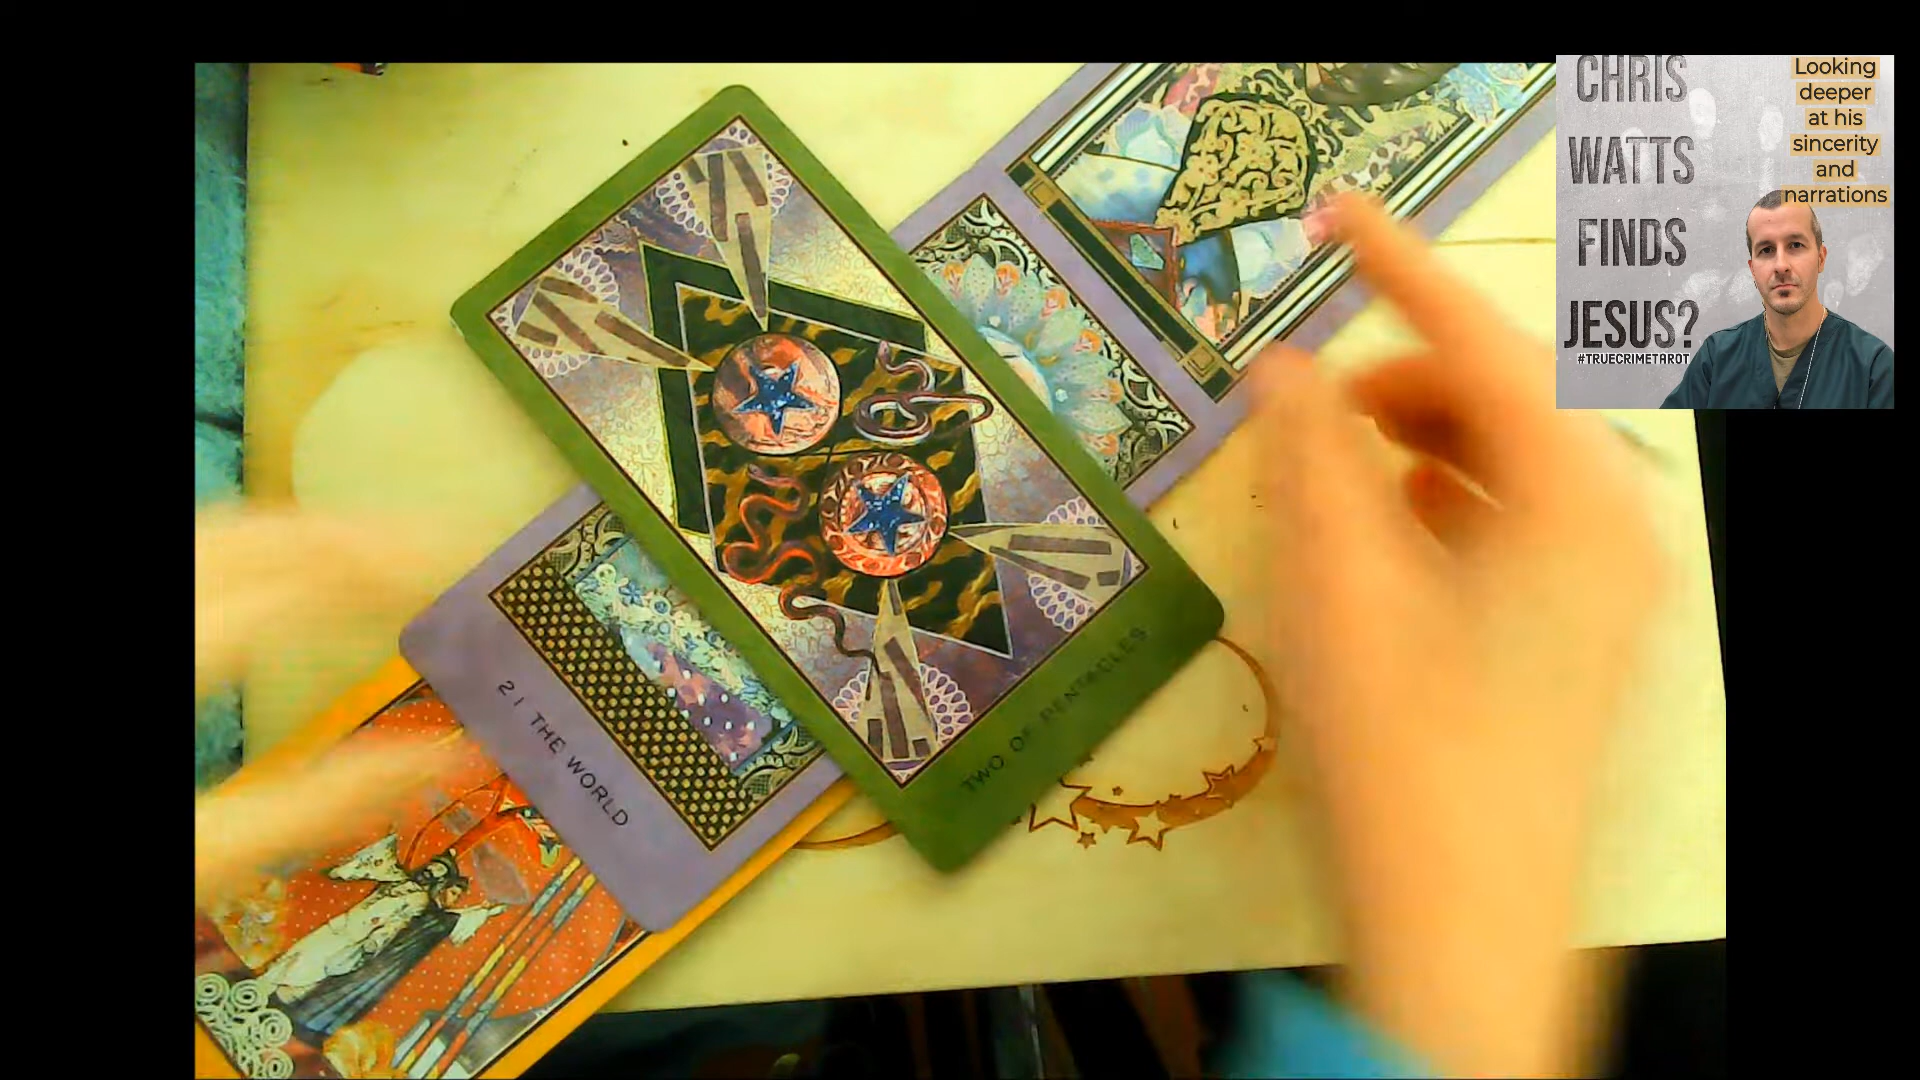 CHRIS
WATTS
FINDS
JESUS?
#TRUECRIMETAROT
Looking
deeper
at his
sincerity
and
narrations
TWO OF PENTACLES
21 THE WORLD